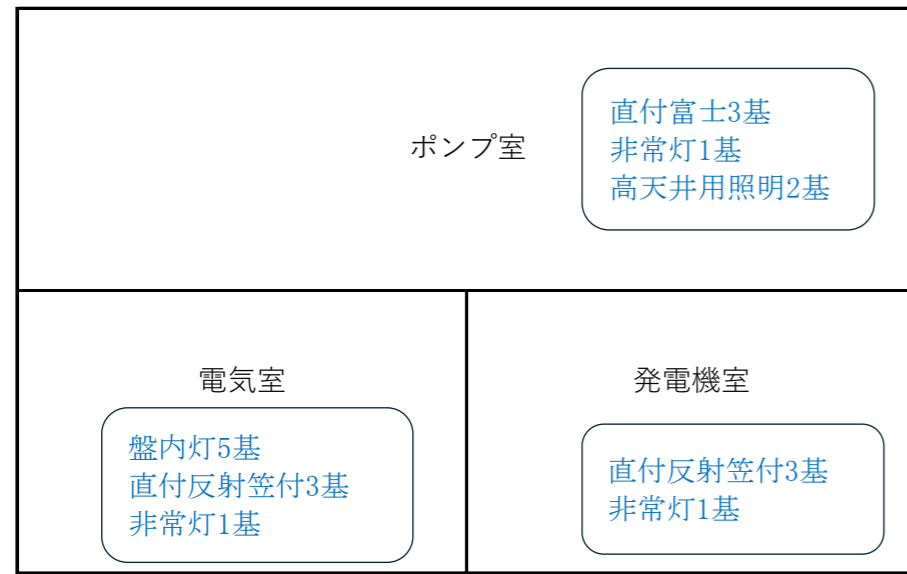 ポンプ室
直付富士3基
非常灯1基
高天井用照明2基
電気室
盤内灯5基
直付反射笠付3基
非常灯1基
発電機室
直付反射笠付3基
非常灯1基